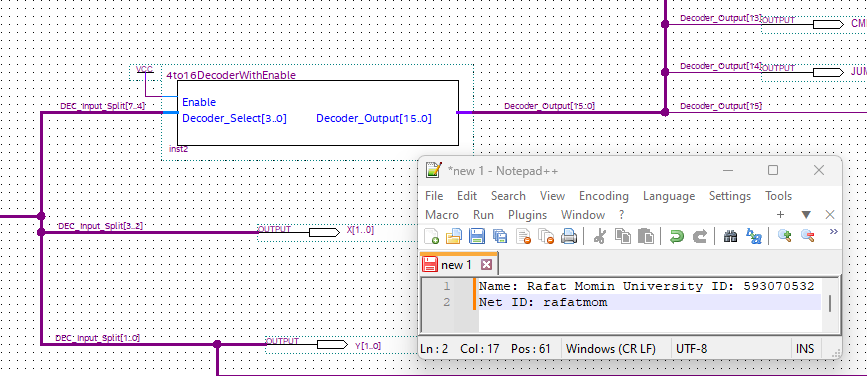 Decoder_Output[13]
OUTPUT
CM
Decoder_Output[14]
OUTPUT
JUM
VCC
4to16DecoderWithEnable
DEC_Input_Split[7..4]
Enable
Decoder_Select[3..0] Decoder_Output[15..0]
Decoder_Output[15..0]
Decoder_Output[15]
inst2
DEC_Input_Split[3..2]
OUTPUT
X[1..0]
DEC_Input_Split[1..0]
OUTPUT
Y[1..0]
*new 1 - Notepad++
File Edit Search View Encoding Language Settings Tools
Macro Run Plugins Window ?
new 1
1 Name: Rafat Momin University ID: 593070532
2 Net ID: rafatmom
Ln: 2 Col: 17 Pos: 61 Windows (CR LF) UTF-8 INS